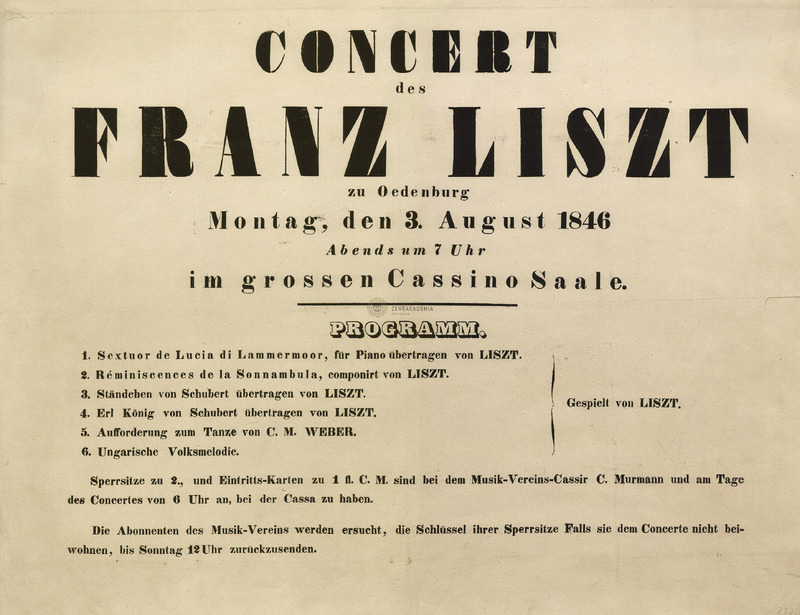 CONCERT
des
FRANZ LISZT
zu Oedenburg
Montag, den 3. August 1846
Abends um 7 Uhr
im grossen Cassino Saale.
ZENEAKADÉMIA
PROGRAMM.
1. Sextuor de Lucia di Lammermoor, für Piano übertragen von LISZT.
2. Réminiscences de la Sonnambula, componirt von LISZT.
3. Ständchen von Schubert übertragen von LISZT.
4. Erl König von Schubert übertragen von LISZT.
5. Aufforderung zum Tanze von C. M. WEBER.
6. Ungarische Volksmelodie.
Gespielt von LISZT.
Sperrsitze zu 2., und Eintritts-Karten zu 1 fl. C. M. sind bei dem Musik-Vereins-Cassir C. Murmann und am Tage
des Concertes von 6 Uhr an, bei der Cassa zu haben.
Die Abonnenten des Musik-Vereins werden ersucht, die Schlüssel ihrer Sperrsitze Falls sie dem Concerte nicht bei-
wohnen, bis Sonntag 12 Uhr zurückzusenden.